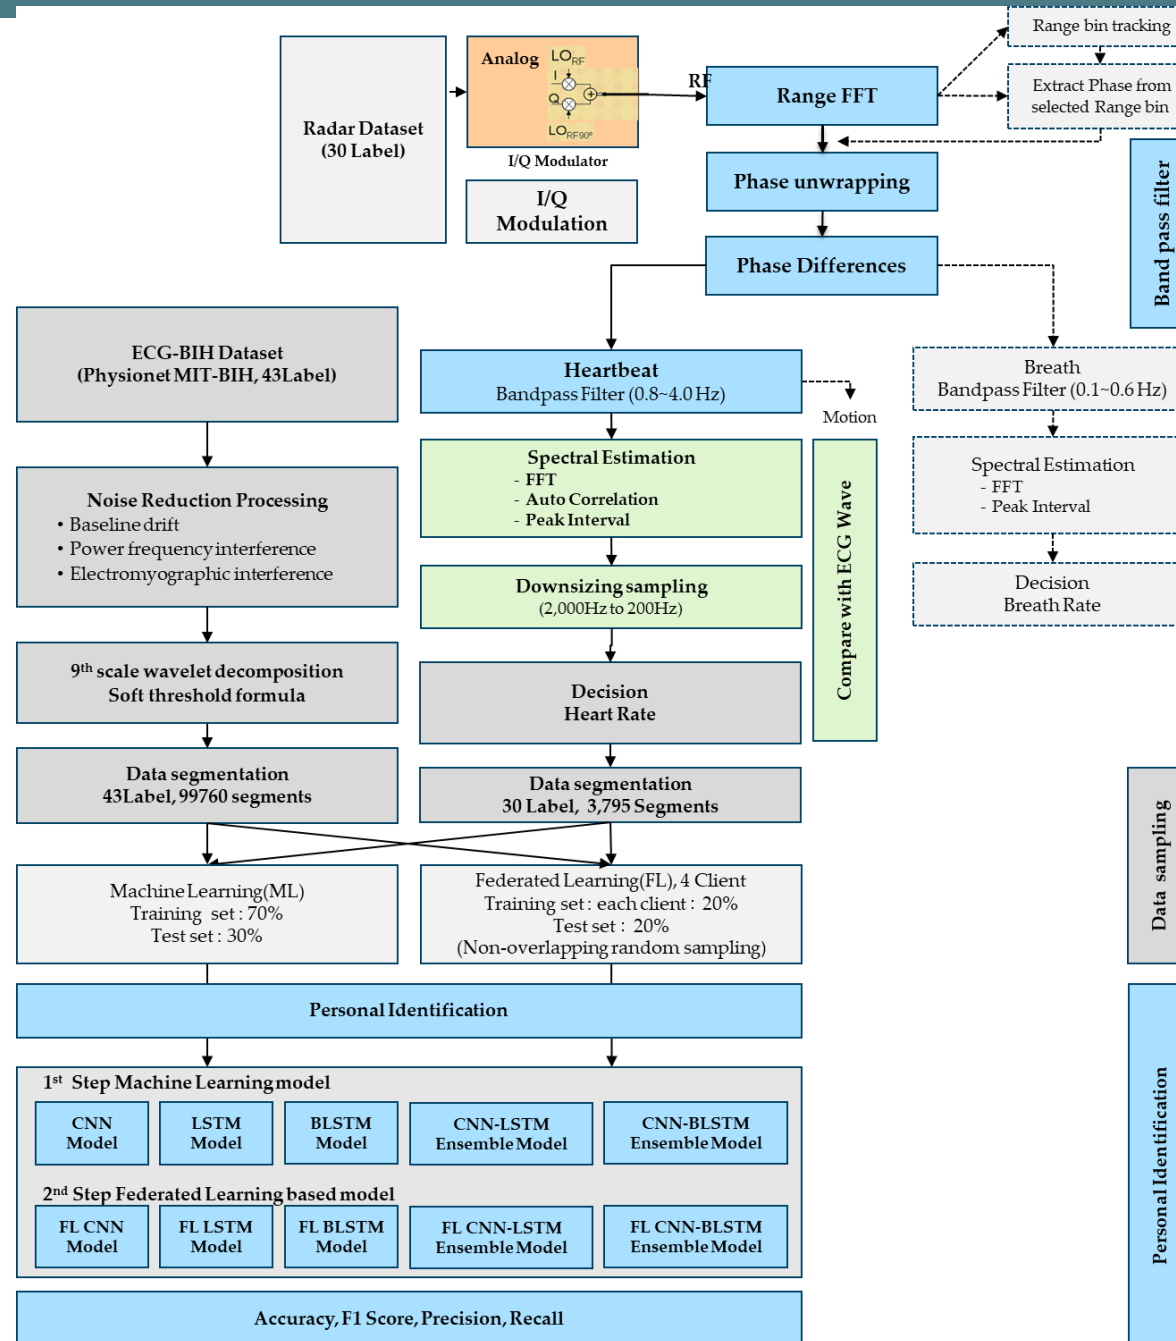 Range bin tracking
Extract Phase from
selected Range bin
Analog
LORF
I
Q
LORF90°
I/Q Modulator
I/Q
Modulation
Radar Dataset
(30 Label)
RF
Range FFT
Phase unwrapping
Phase Differences
Band pass filter
ECG-BIH Dataset
(Physionet MIT-BIH, 43Label)
Heartbeat
Bandpass Filter (0.8~4.0 Hz)
Motion
Breath
Bandpass Filter (0.1~0.6 Hz)
Noise Reduction Processing
• Baseline drift
• Power frequency interference
• Electromyographic interference
Spectral Estimation
- FFT
- Auto Correlation
- Peak Interval
Compare with ECG Wave
Spectral Estimation
- FFT
- Peak Interval
Downsizing sampling
(2,000Hz to 200Hz)
Decision
Breath Rate
9th scale wavelet decomposition
Soft threshold formula
Decision
Heart Rate
Data segmentation
43Label, 99760 segments
Data segmentation
30 Label, 3,795 Segments
Data sampling
Machine Learning(ML)
Training set : 70%
Test set : 30%
Federated Learning(FL), 4 Client
Training set : each client : 20%
Test set : 20%
(Non-overlapping random sampling)
Personal Identification
Personal Identification
1st Step Machine Learning model
CNN
Model
LSTM
Model
BLSTM
Model
CNN-LSTM
Ensemble Model
CNN-BLSTM
Ensemble Model
2nd Step Federated Learning based model
FL CNN
Model
FL LSTM
Model
FL BLSTM
Model
FL CNN-LSTM
Ensemble Model
FL CNN-BLSTM
Ensemble Model
Accuracy, F1 Score, Precision, Recall